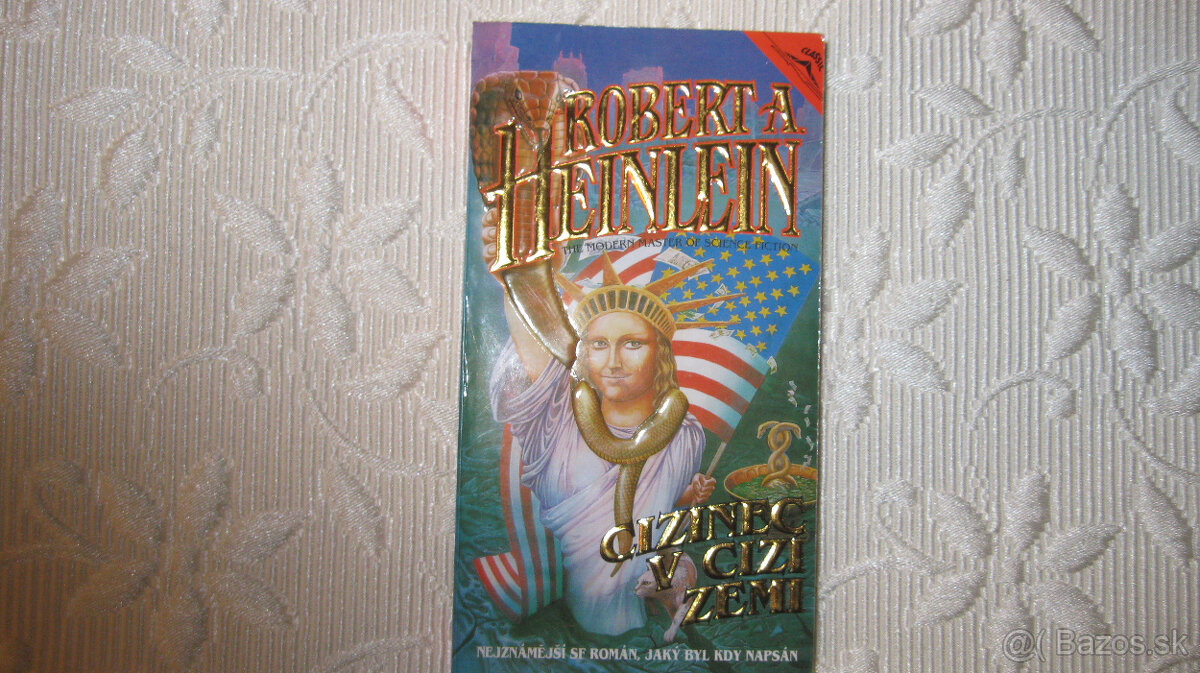 CLASSIC
ROBERT A.
HEINLEIN
THE MODERN MASTER OF SCIENCE FICTION
CIZINEC
V CIZÍ
ZEMI
NEJZNÁMĚJŠÍ SF ROMÁN, JAKÝ BYL KDY NAPSÁN
@( Bazos.sk